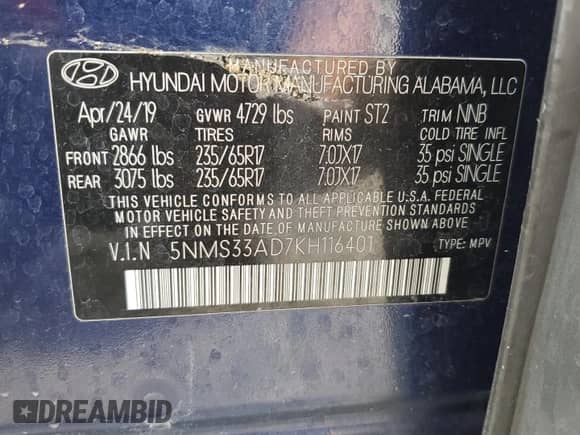 MANUFACTURED BY
HYUNDAI MOTOR MANUFACTURING ALABAMA, LLC
Apr/24/19 GVWR 4729 lbs PAINT ST2 TRIM NNB
GAWR TIRES RIMS COLD TIRE INFL
FRONT 2866 lbs 235/65R17 7.0JX17 35 psi SINGLE
REAR 3075 lbs 235/65R17 7.0JX17 35 psi SINGLE
THIS VEHICLE CONFORMS TO ALL APPLICABLE U.S.A. FEDERAL
MOTOR VEHICLE SAFETY AND THEFT PREVENTION STANDARDS
IN EFFECT ON THE DATE OF MANUFACTURE SHOWN ABOVE.
V.I.N 5NMS33AD7KH116401 TYPE: MPV
DREAMBID